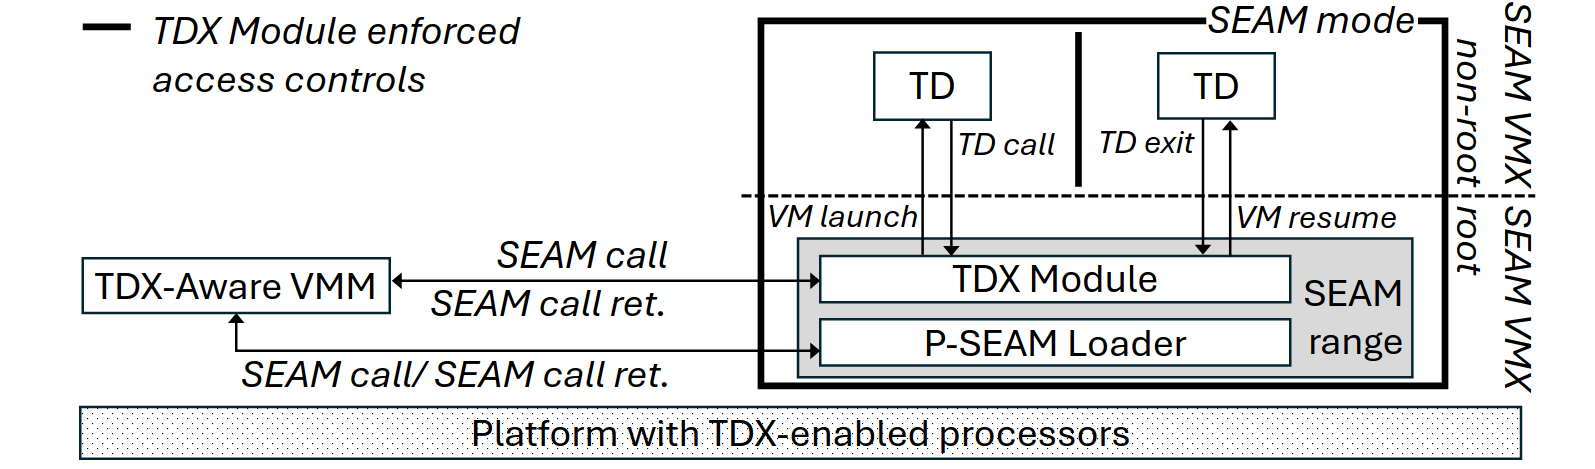 TDX Module enforced
access controls
SEAM mode
TD
TD
TD call
TD exit
SEAM VMX
non-root
VM launch
VM resume
SEAM VMX
root
SEAM call
TDX-Aware VMM
SEAM call ret.
TDX Module
SEAM
range
P-SEAM Loader
SEAM call/ SEAM call ret.
Platform with TDX-enabled processors